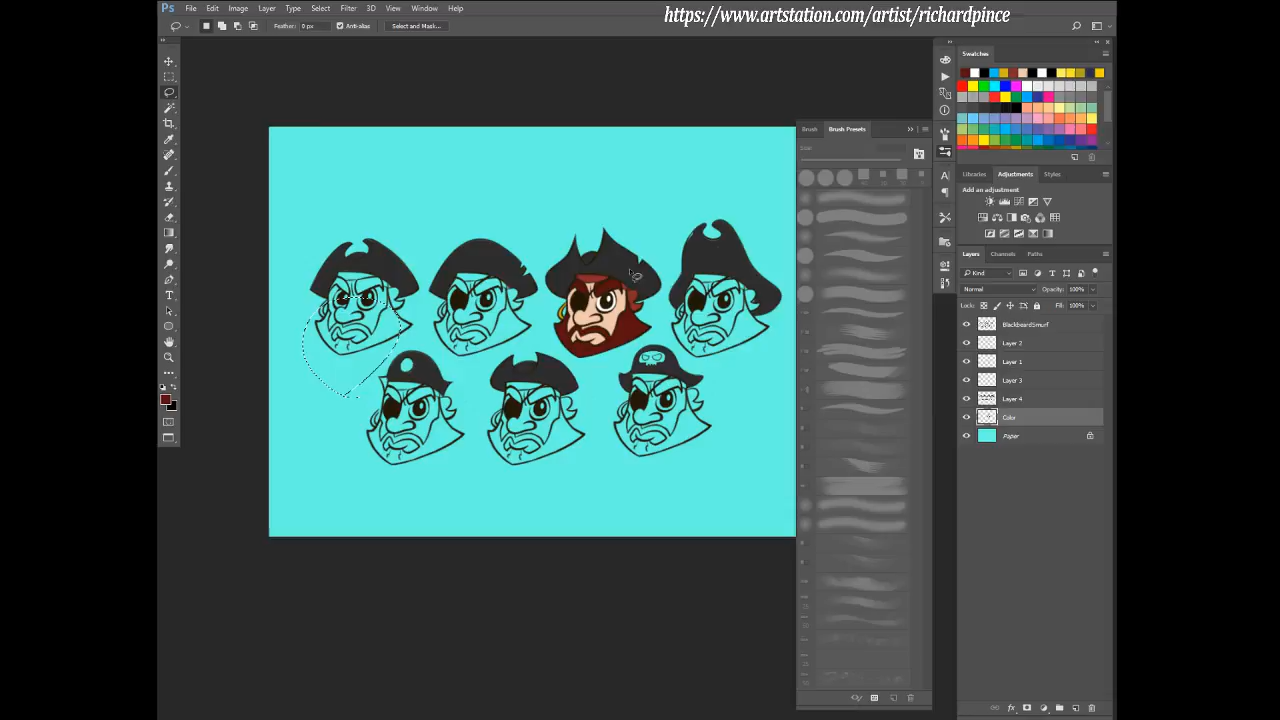 Ps File Edit Image Layer Type Select Filter 3D View Window Help
https://www.artstation.com/artist/richardpince
Feather: 0 px Anti-alias Select and Mask...
Swatches
Brush Brush Presets
Size:
Libraries Adjustments Styles
Add an adjustment
Layers Channels Paths
Kind
Normal Opacity: 100%
Lock: Fill: 100%
BlackbeardSmurf
Layer 2
Layer 1
Layer 3
Layer 4
Color
Paper